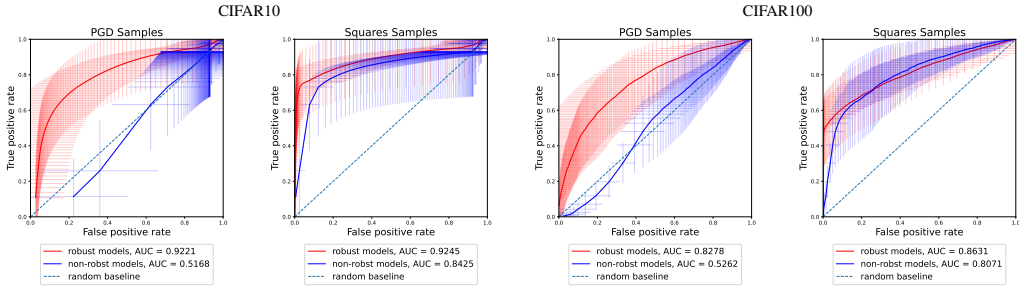 CIFAR10
CIFAR100
PGD Samples
True positive rate
1.0
0.8
0.6
0.4
0.2
0.0
0.0 0.2 0.4 0.6 0.8 1.0
False positive rate
robust models, AUC = 0.9221
non-robst models, AUC = 0.5168
random baseline
Squares Samples
True positive rate
1.0
0.8
0.6
0.4
0.2
0.0
0.0 0.2 0.4 0.6 0.8 1.0
False positive rate
robust models, AUC = 0.9245
non-robst models, AUC = 0.8425
random baseline
PGD Samples
True positive rate
1.0
0.8
0.6
0.4
0.2
0.0
0.0 0.2 0.4 0.6 0.8 1.0
False positive rate
robust models, AUC = 0.8278
non-robst models, AUC = 0.5262
random baseline
Squares Samples
True positive rate
1.0
0.8
0.6
0.4
0.2
0.0
0.0 0.2 0.4 0.6 0.8 1.0
False positive rate
robust models, AUC = 0.8631
non-robst models, AUC = 0.8071
random baseline